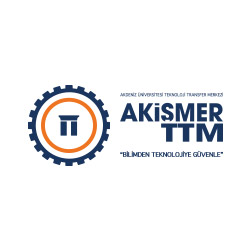 AKDENİZ ÜNİVERSİTESİ TEKNOLOJİ TRANSFER MERKEZİ
AKİSMER
TTM
“BİLİMDEN TEKNOLOJİYE GÜVENLE”